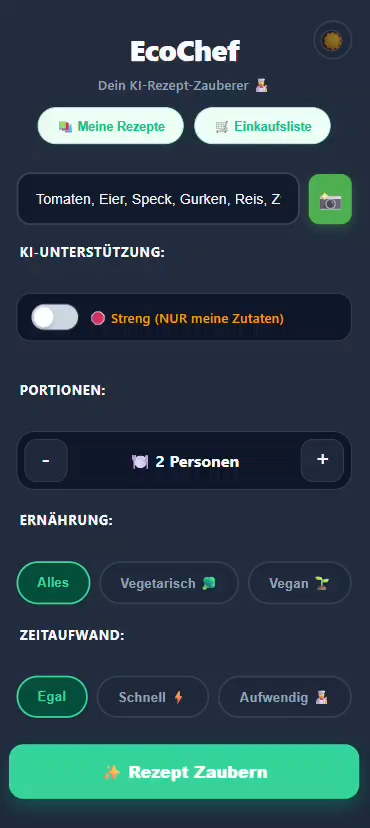 EcoChef
Dein KI-Rezept-Zauberer
Meine Rezepte
Einkaufsliste
Tomaten, Eier, Speck, Gurken, Reis, Z
KI-UNTERSTÜTZUNG:
Streng (NUR meine Zutaten)
PORTIONEN:
- 2 Personen +
ERNÄHRUNG:
Alles Vegetarisch Vegan
ZEITAUFWAND:
Egal Schnell Aufwendig
Rezept Zaubern